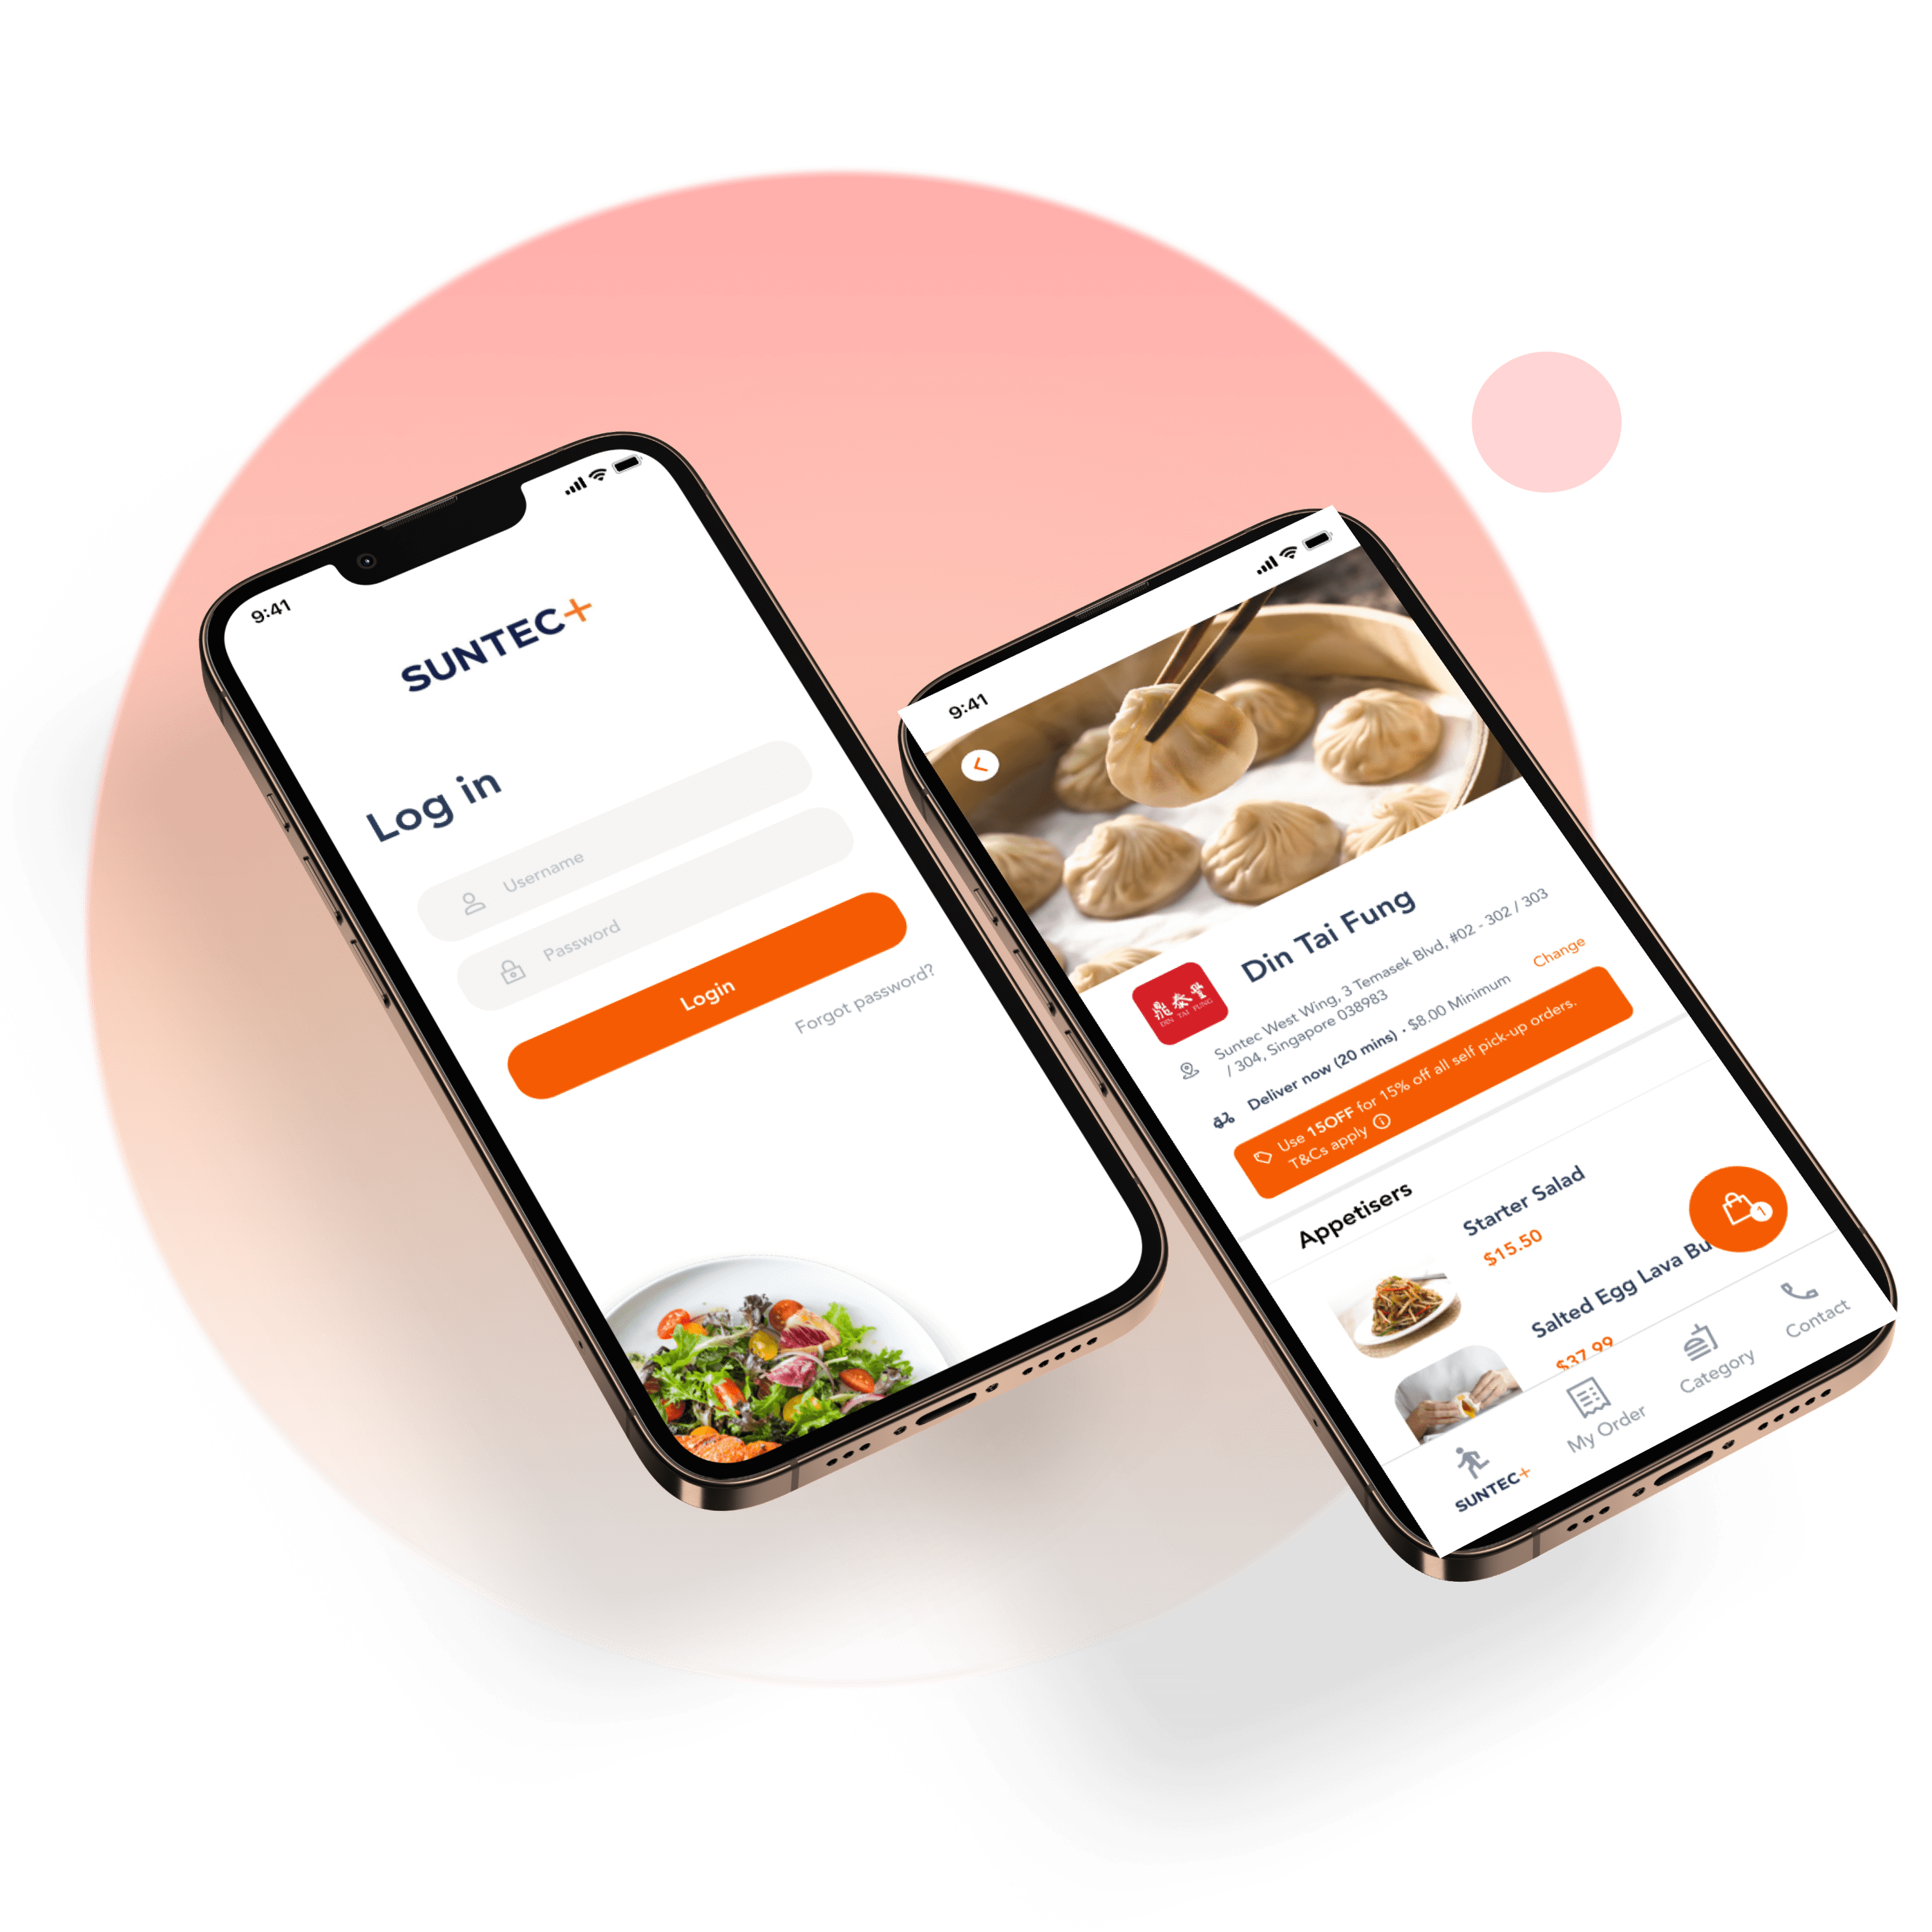 9:41
SUNTEC+
Log in
Username
Password
Login
Forgot password?
9:41
鼎泰豐
DIN TAI FUNG
Din Tai Fung
Suntec West Wing, 3 Temasek Blvd, #02 - 302 / 303
/ 304, Singapore 038983
Deliver now (20 mins) • $8.00 Minimum
Change
Use 15OFF for 15% off all self pick-up orders.
T&Cs apply
Appetisers
Starter Salad
$15.50
Salted Egg Lava Bu
$37.99
1
SUNTEC+
My Order
Category
Contact